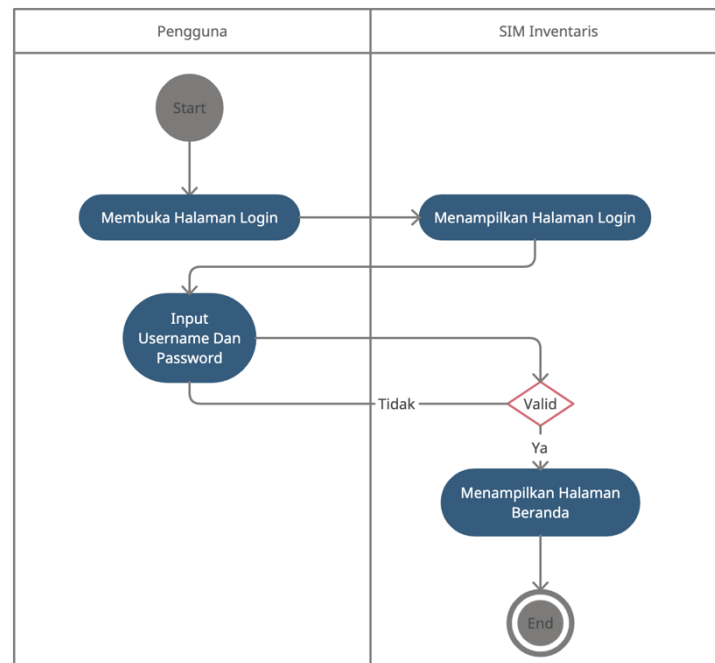 Pengguna
SIM Inventaris
Start
Membuka Halaman Login
Menampilkan Halaman Login
Input
Username Dan
Password
Tidak
Valid
Ya
Menampilkan Halaman
Beranda
End